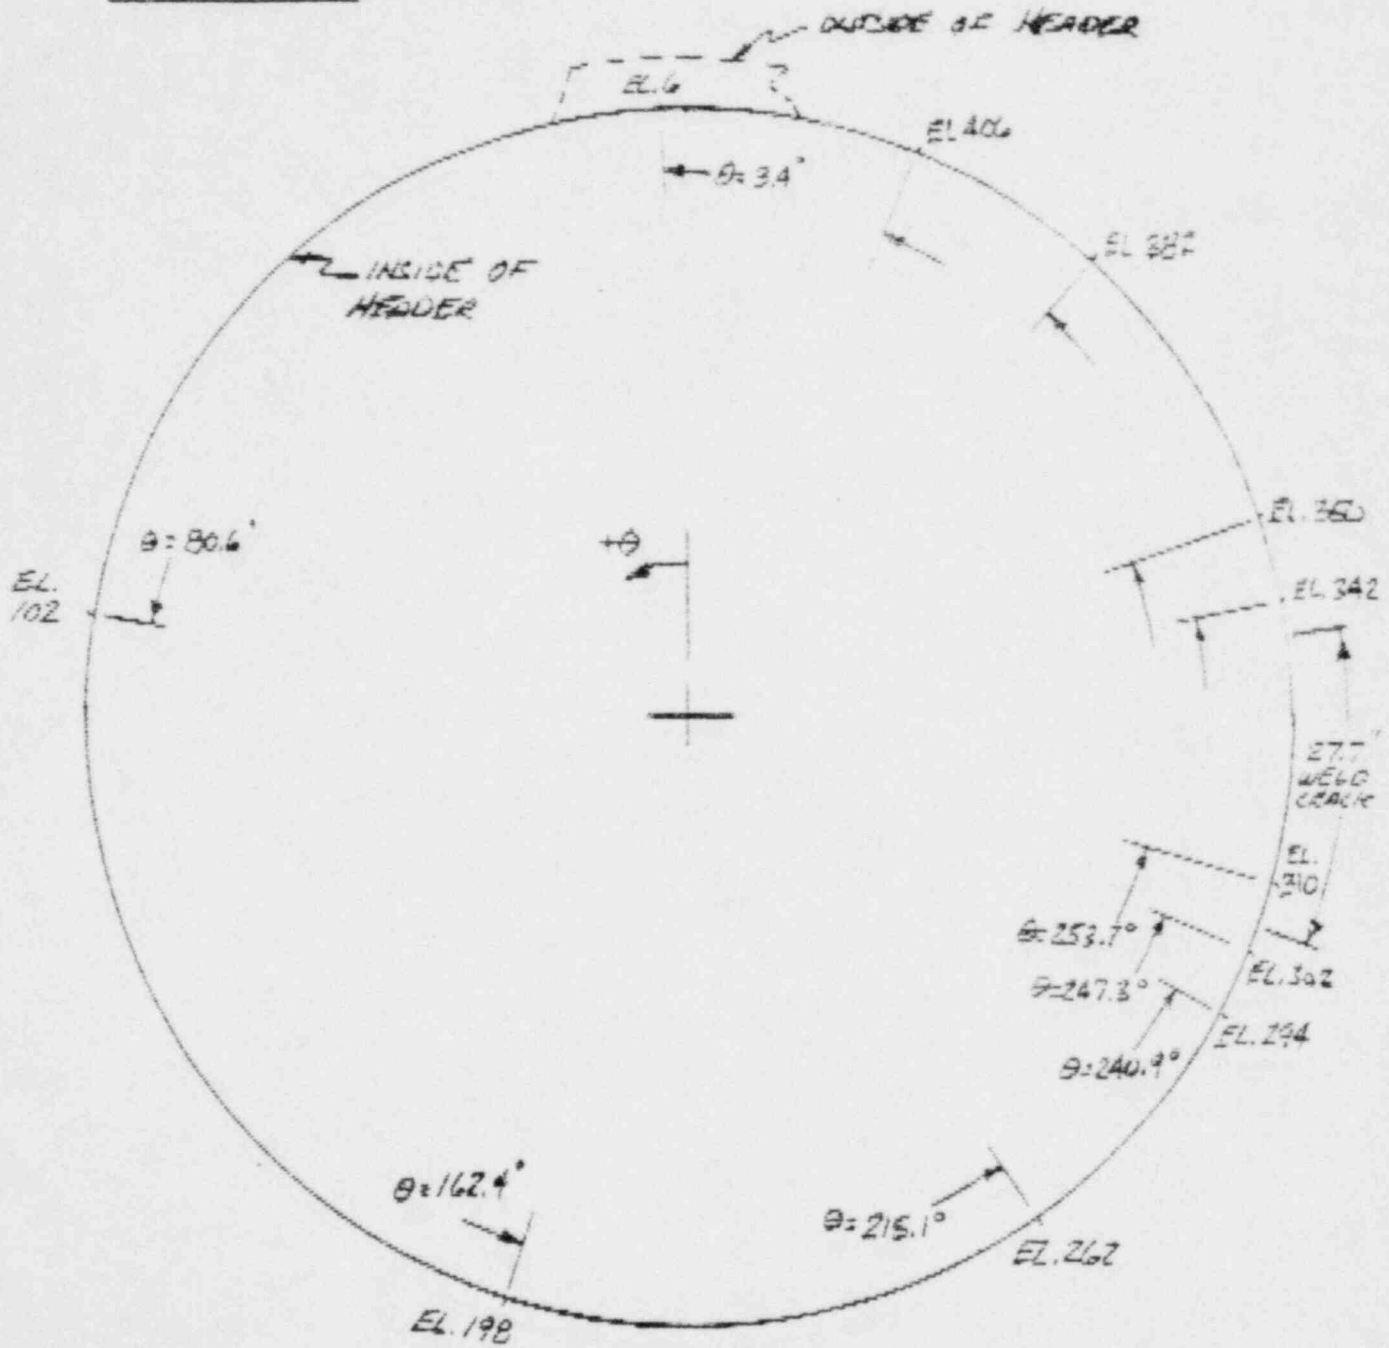 OUTSIDE OF HEADER
EL.6
EL 406
θ= 3.4°
EL 387
INSIDE OF
HEADER
EL. 350
θ= 80.6°
+θ
EL.
102
EL. 342
27.7"
WELD
CRACK
EL.
310
θ=253.7°
EL.302
θ=247.3°
EL.294
θ=240.9°
θ=162.4°
θ=215.1°
EL.262
EL.198